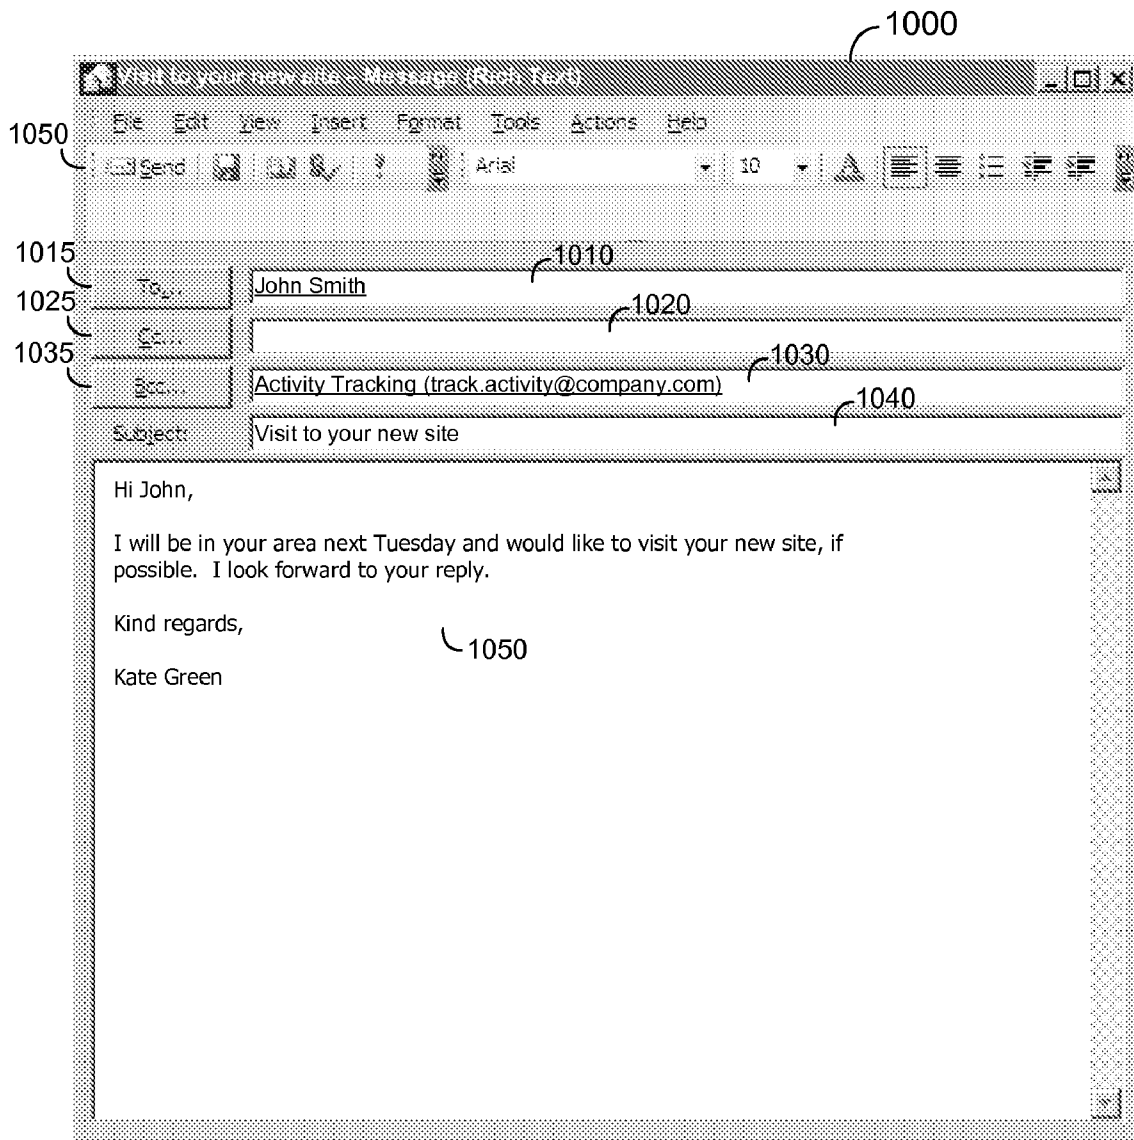 1000
Visit to your new site – Message (Rich Text)
File Edit View Insert Format Tools Actions Help
1050
Send ? Arial 10 A
1015
To... John Smith 1010
1025
Cc... 1020
1035
Bcc... Activity Tracking (track.activity@company.com) 1030
1040
Subject: Visit to your new site
Hi John,
I will be in your area next Tuesday and would like to visit your new site, if
possible. I look forward to your reply.
Kind regards,
1050
Kate Green